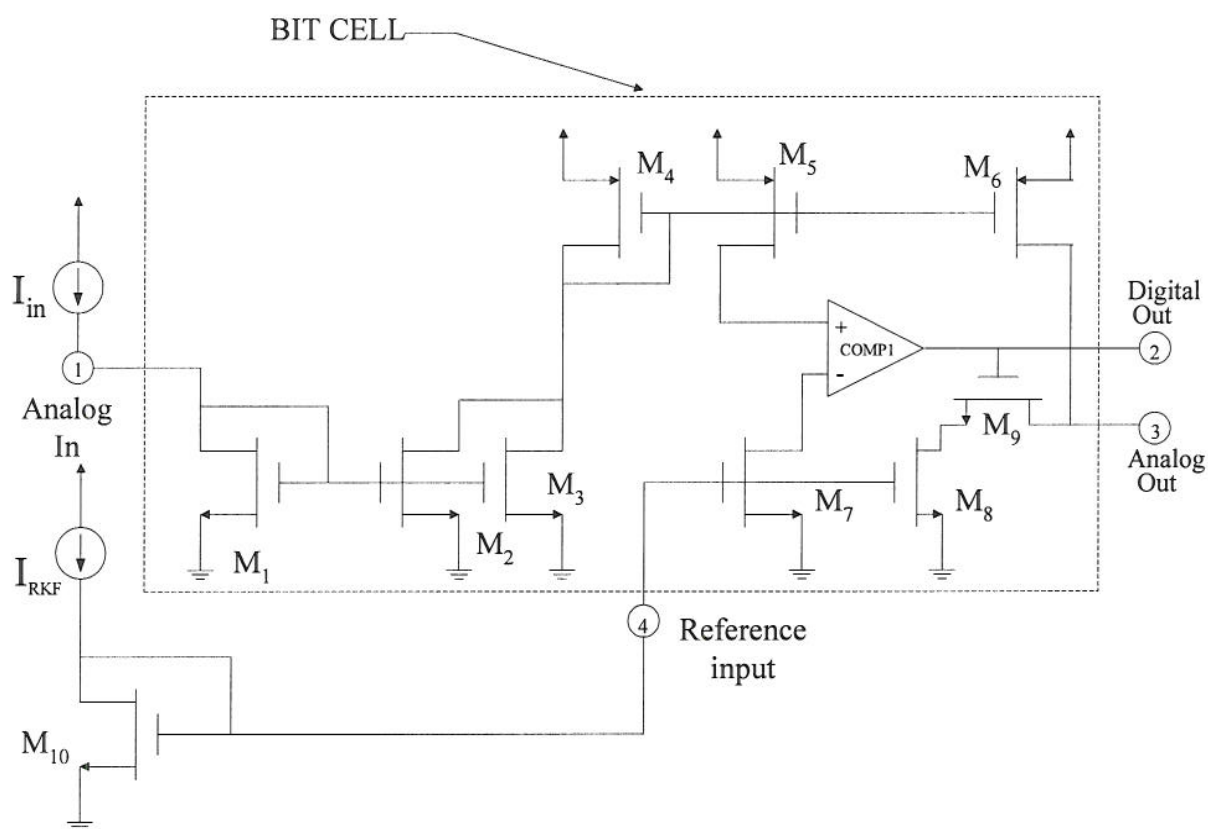 BIT CELL
M4
M5
M6
Iin
1
Analog
In
+
COMP1
-
Digital
Out
2
M9
3
Analog
Out
M1
M2
M3
M7
M8
IRKF
4
Reference
input
M10